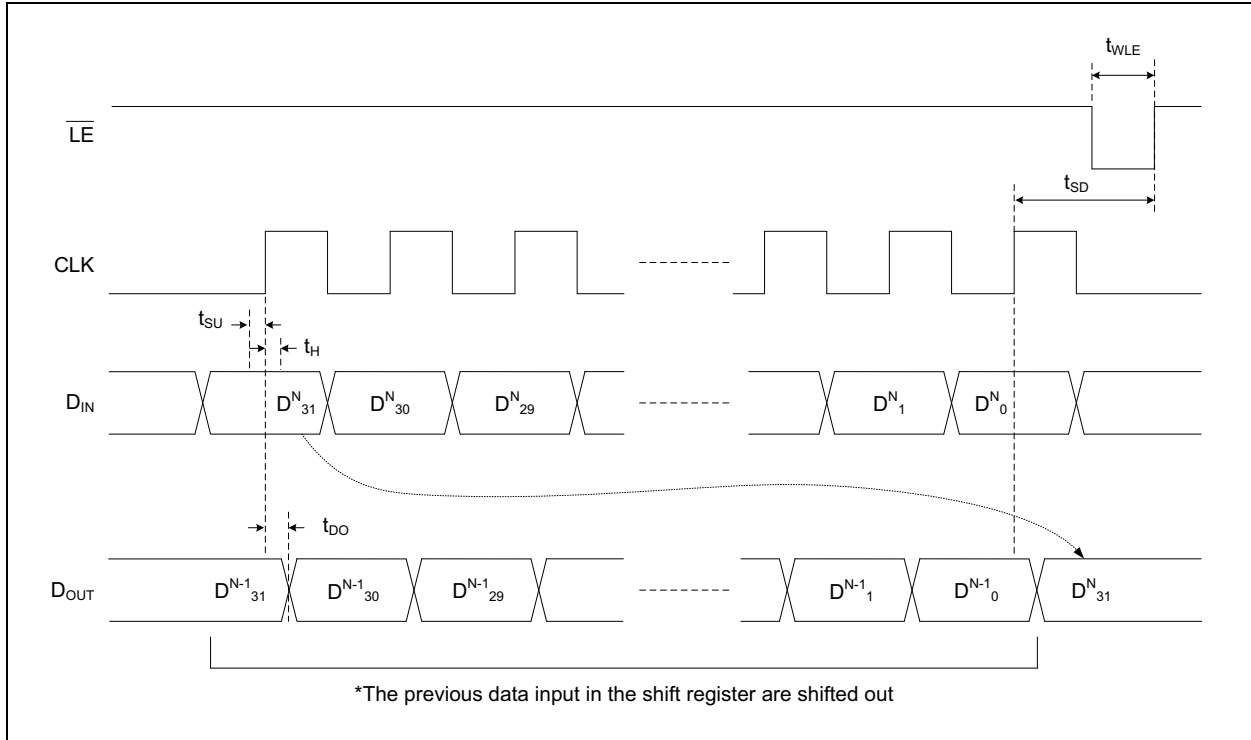 tWLE
LE
tSD
CLK
tSU
tH
DIN
DN31 DN30 DN29 DN1 DN0
tDO
DOUT
DN-131 DN-130 DN-129 DN-11 DN-10 DN31
*The previous data input in the shift register are shifted out